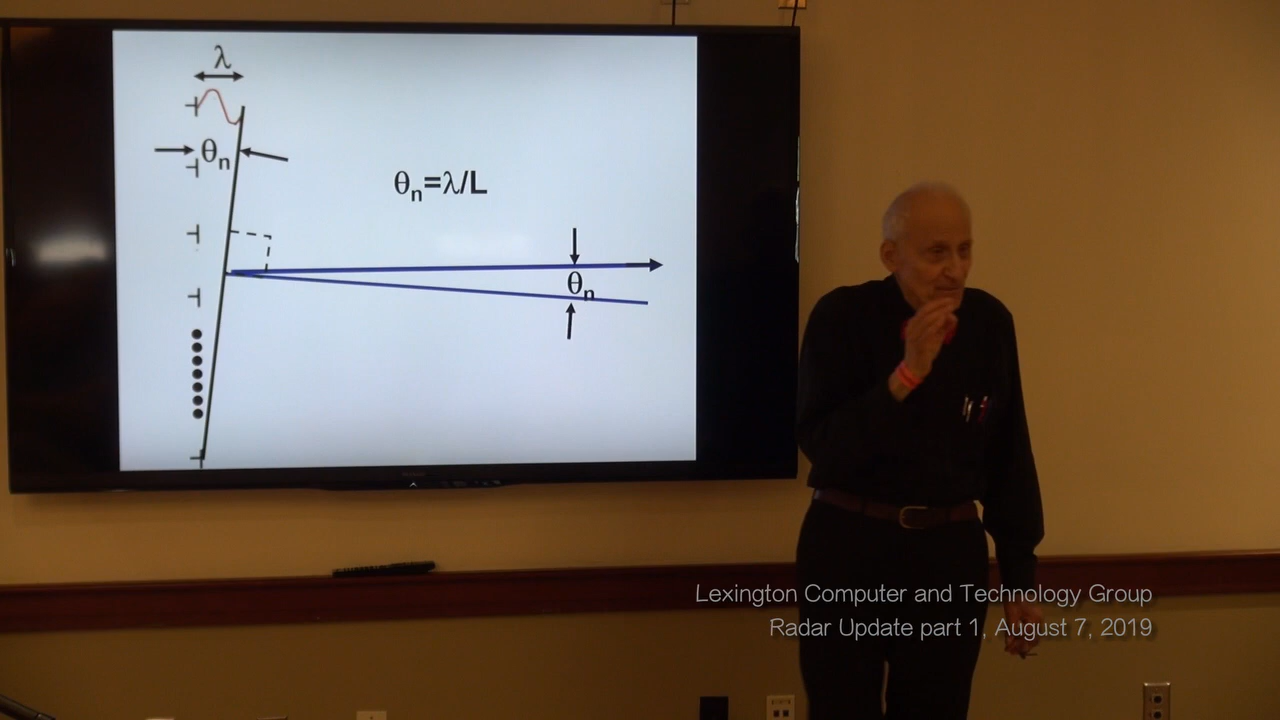 λ
θn
θn=λ/L
θn
Lexington Computer and Technology Group
Radar Update part 1, August 7, 2019